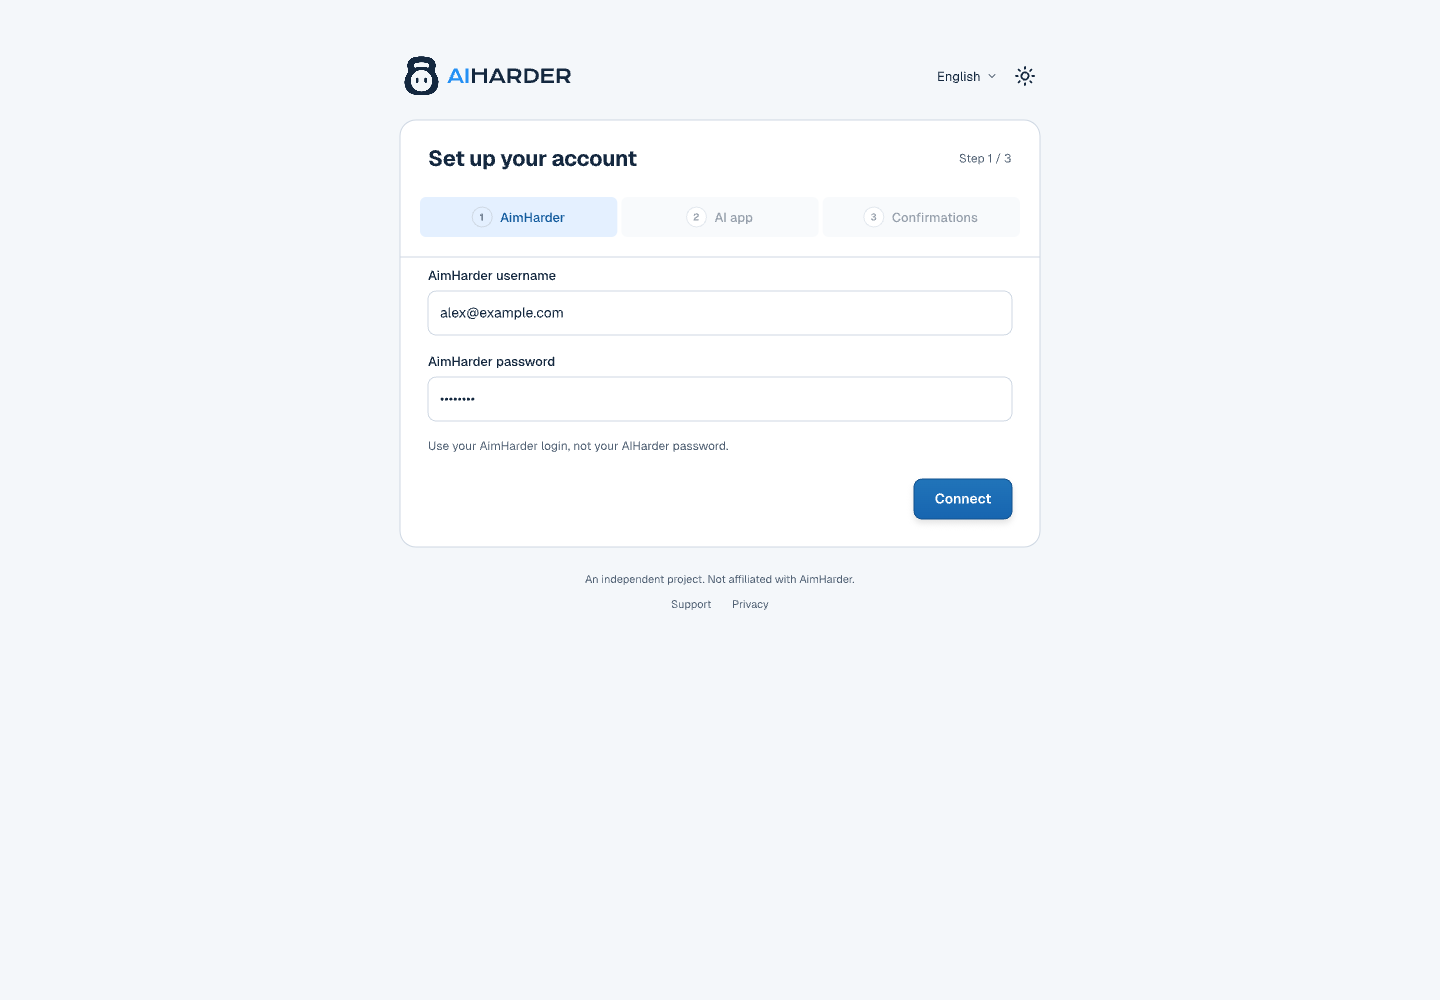 AIHARDER
English
Set up your account
Step 1 / 3
1 AimHarder
2 AI app
3 Confirmations
AimHarder username
alex@example.com
AimHarder password
••••••••
Use your AimHarder login, not your AIHarder password.
Connect
An independent project. Not affiliated with AimHarder.
Support Privacy